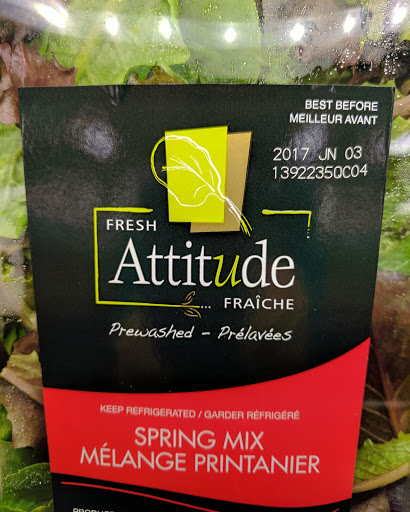 BEST BEFORE
MEILLEUR AVANT
2017 JN 03
1392235QC04
FRESH
Attitude
FRAÎCHE
Prewashed - Prélavées
KEEP REFRIGERATED / GARDER RÉFRIGÉRÉ
SPRING MIX
MÉLANGE PRINTANIER